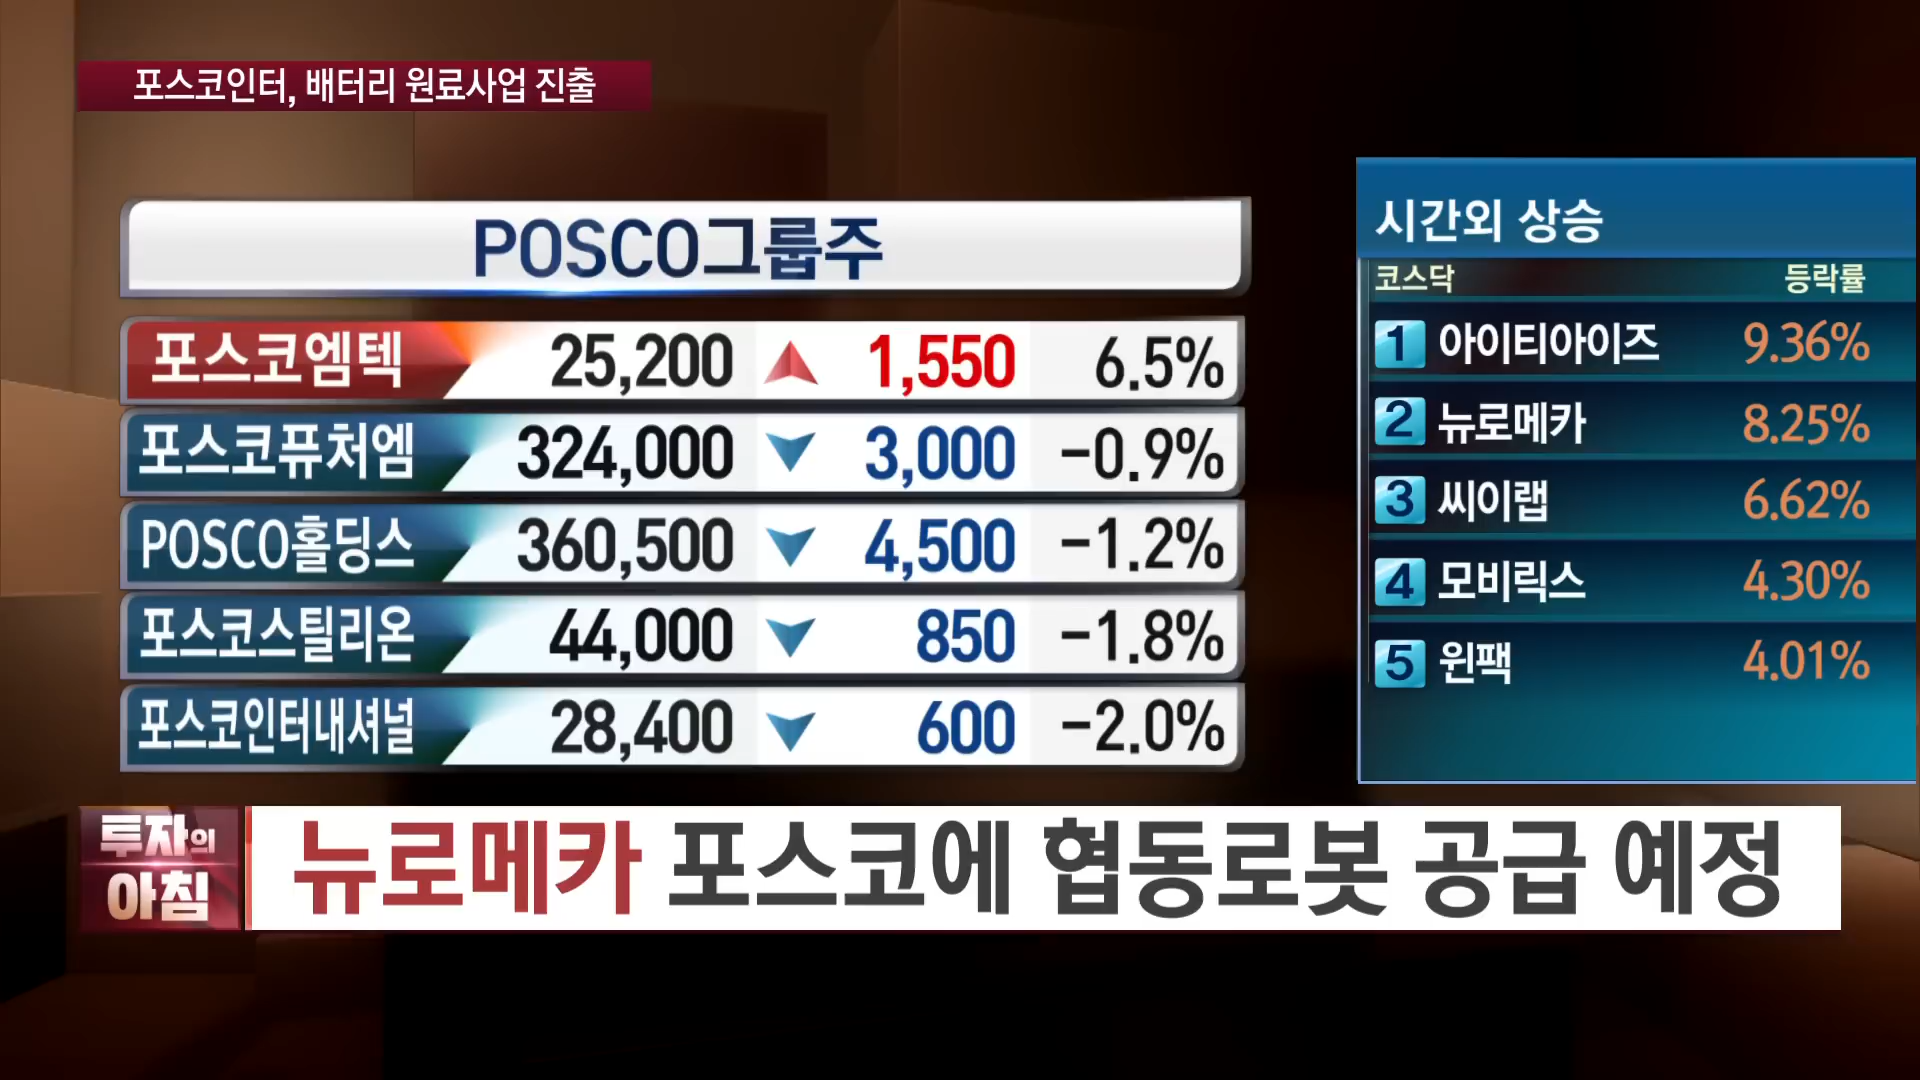 포스코인터, 배터리 원료사업 진출
POSCO그룹주
포스코엠텍 25,200 ▲ 1,550 6.5%
포스코퓨처엠 324,000 ▼ 3,000 -0.9%
POSCO홀딩스 360,500 ▼ 4,500 -1.2%
포스코스틸리온 44,000 ▼ 850 -1.8%
포스코인터내셔널 28,400 ▼ 600 -2.0%
시간외 상승
코스닥 등락률
1 아이티아이즈 9.36%
2 뉴로메카 8.25%
3 씨이랩 6.62%
4 모비릭스 4.30%
5 윈팩 4.01%
투자의
아침
뉴로메카 포스코에 협동로봇 공급 예정